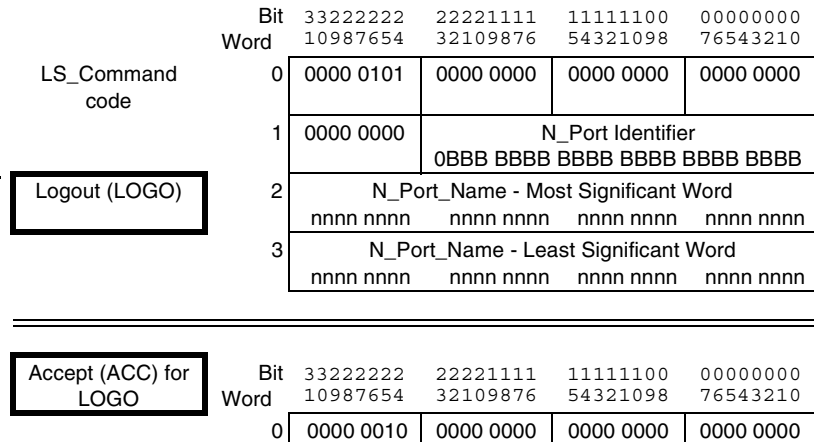 Bit 33222222 22221111 11111100 00000000
Word 10987654 32109876 54321098 76543210
LS_Command code 0 0000 0101 0000 0000 0000 0000 0000 0000
1 0000 0000 N_Port Identifier
0BBB BBBB BBBB BBBB BBBB BBBB
Logout (LOGO) 2 N_Port_Name - Most Significant Word
nnnn nnnn nnnn nnnn nnnn nnnn nnnn nnnn
3 N_Port_Name - Least Significant Word
nnnn nnnn nnnn nnnn nnnn nnnn nnnn nnnn
Accept (ACC) for LOGO
Bit 33222222 22221111 11111100 00000000
Word 10987654 32109876 54321098 76543210
0 0000 0010 0000 0000 0000 0000 0000 0000